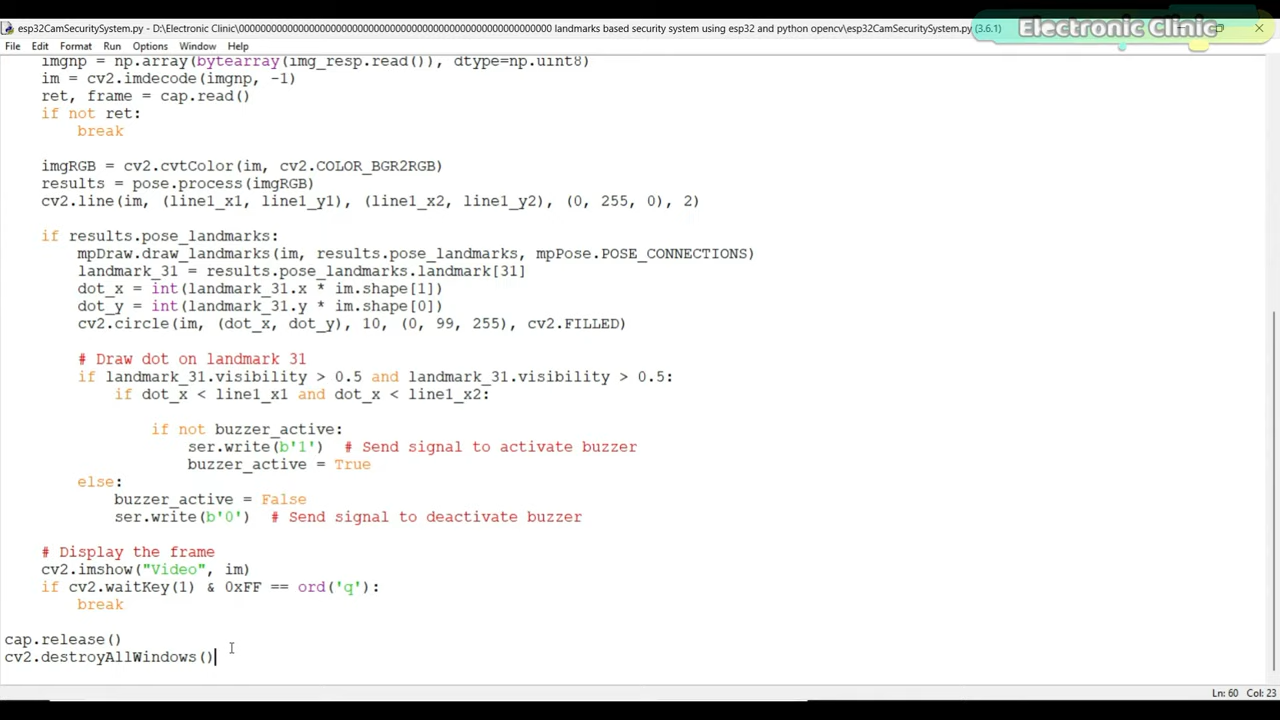 esp32CamSecuritySystem.py - D:\Electronic Clinic\00000000000000000000000000000000000000000000000000 landmarks based security system using esp32 and python opencv\esp32CamSecuritySystem.py (3.6.1)
Electronic Clinic
File Edit Format Run Options Window Help
imgnp = np.array(bytearray(img_resp.read()), dtype=np.uint8)
im = cv2.imdecode(imgnp, -1)
ret, frame = cap.read()
if not ret:
break
imgRGB = cv2.cvtColor(im, cv2.COLOR_BGR2RGB)
results = pose.process(imgRGB)
cv2.line(im, (line1_x1, line1_y1), (line1_x2, line1_y2), (0, 255, 0), 2)
if results.pose_landmarks:
mpDraw.draw_landmarks(im, results.pose_landmarks, mpPose.POSE_CONNECTIONS)
landmark_31 = results.pose_landmarks.landmark[31]
dot_x = int(landmark_31.x * im.shape[1])
dot_y = int(landmark_31.y * im.shape[0])
cv2.circle(im, (dot_x, dot_y), 10, (0, 99, 255), cv2.FILLED)
# Draw dot on landmark 31
if landmark_31.visibility > 0.5 and landmark_31.visibility > 0.5:
if dot_x < line1_x1 and dot_x < line1_x2:
if not buzzer_active:
ser.write(b'1')  # Send signal to activate buzzer
buzzer_active = True
else:
buzzer_active = False
ser.write(b'0')  # Send signal to deactivate buzzer
# Display the frame
cv2.imshow("Video", im)
if cv2.waitKey(1) & 0xFF == ord('q'):
break
cap.release()
cv2.destroyAllWindows()
Ln: 60 Col: 23